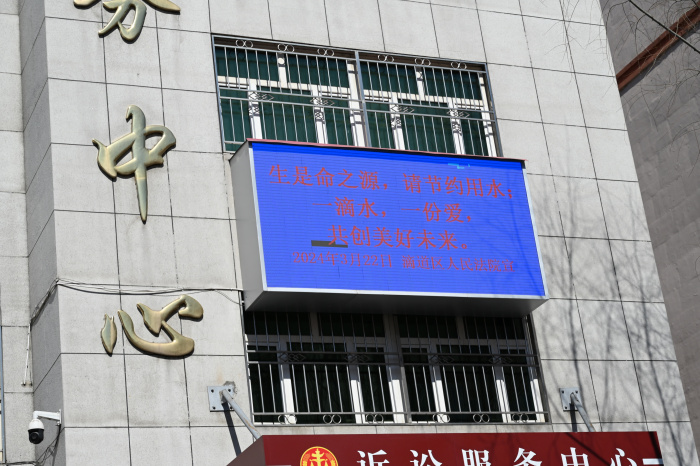 务中心
生是命之源，请节约用水；
一滴水，一份爱，
共创美好未来。
诉讼服务中心